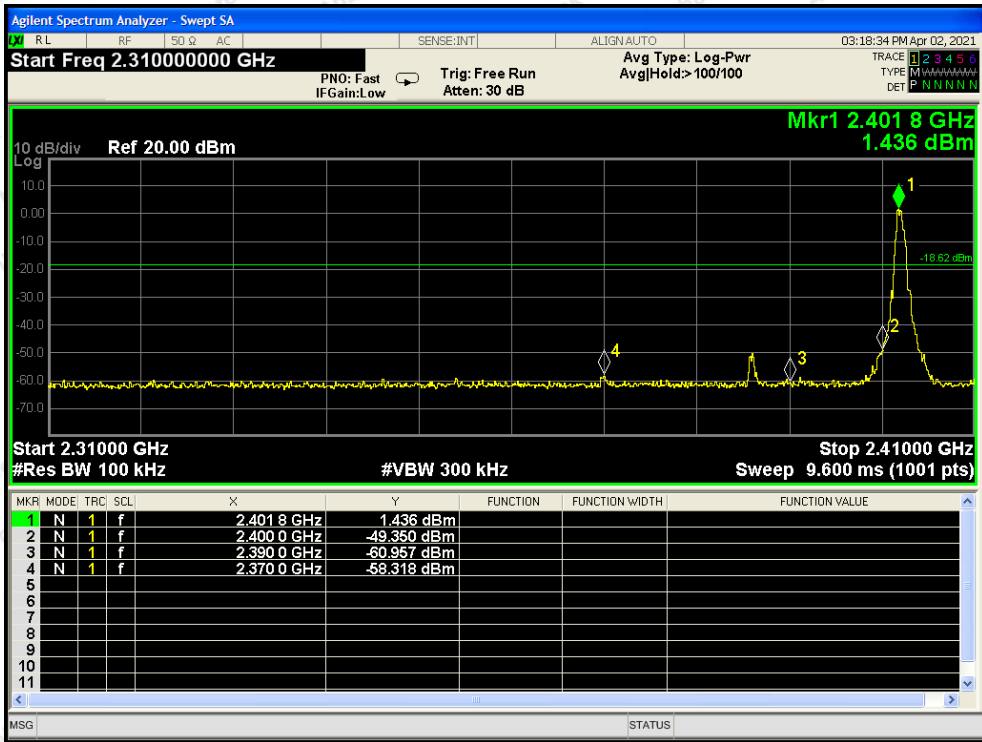 Agilent Spectrum Analyzer - Swept SA
LXI RL RF 50 Ω AC SENSE:INT ALIGN AUTO 03:18:34 PM Apr 02, 2021
Start Freq 2.310000000 GHz Avg Type: Log-Pwr TRACE 1 2 3 4 5 6
PNO: Fast Trig: Free Run Avg|Hold:>100/100 TYPE M
IFGain:Low Atten: 30 dB DET P N N N N N
Mkr1 2.401 8 GHz
10 dB/div Ref 20.00 dBm 1.436 dBm
Log
10.0
1
0.00
-10.0
-18.62 dBm
-20.0
-30.0
-40.0
2
-50.0
4
3
-60.0
-70.0
Start 2.31000 GHz Stop 2.41000 GHz
#Res BW 100 kHz #VBW 300 kHz Sweep 9.600 ms (1001 pts)
MKR MODE TRC SCL X Y FUNCTION FUNCTION WIDTH FUNCTION VALUE
1 N 1 f 2.401 8 GHz 1.436 dBm
2 N 1 f 2.400 0 GHz -49.350 dBm
3 N 1 f 2.390 0 GHz -60.957 dBm
4 N 1 f 2.370 0 GHz -58.318 dBm
5
6
7
8
9
10
11
MSG STATUS